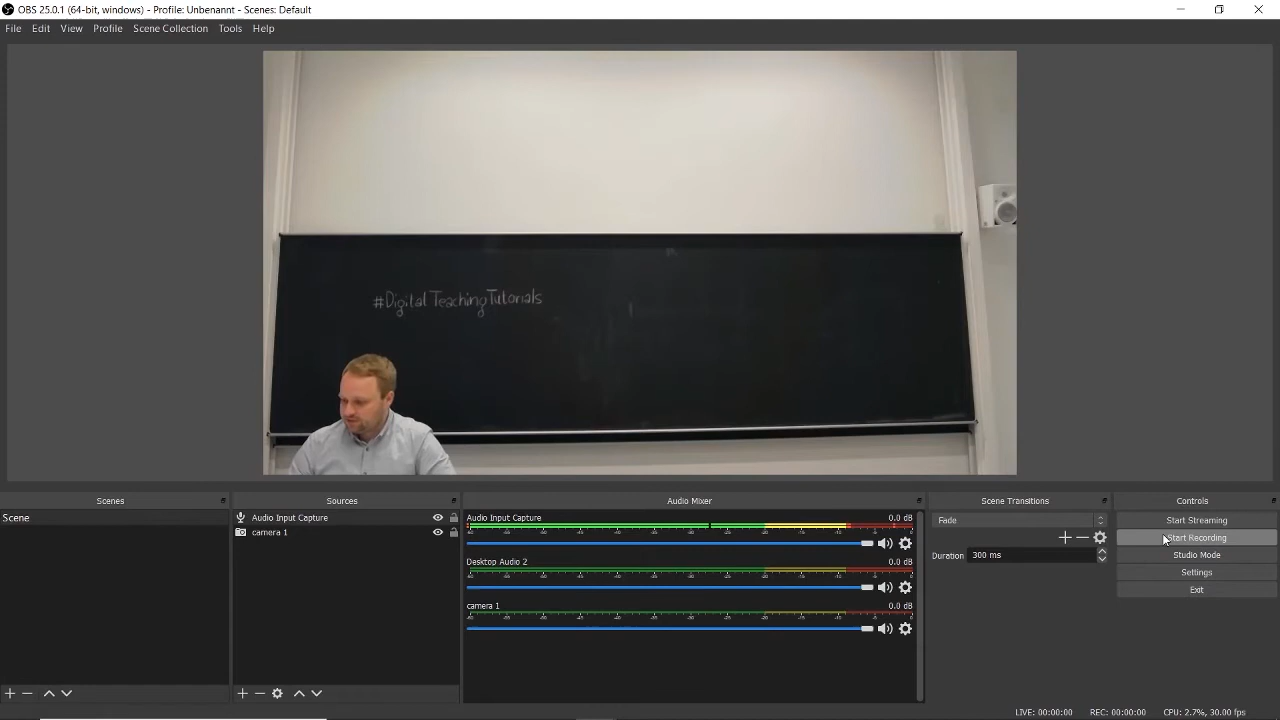 OBS 25.0.1 (64-bit, windows) - Profile: Unbenannt - Scenes: Default
File Edit View Profile Scene Collection Tools Help
#DigitalTeachingTutorials
Scenes Sources Audio Mixer Scene Transitions Controls
Scene
Audio Input Capture
camera 1
Audio Input Capture 0.0 dB
Desktop Audio 2 0.0 dB
camera 1 0.0 dB
Fade
Duration 300 ms
Start Streaming
Start Recording
Studio Mode
Settings
Exit
LIVE: 00:00:00 REC: 00:00:00 CPU: 2.7%, 30.00 fps